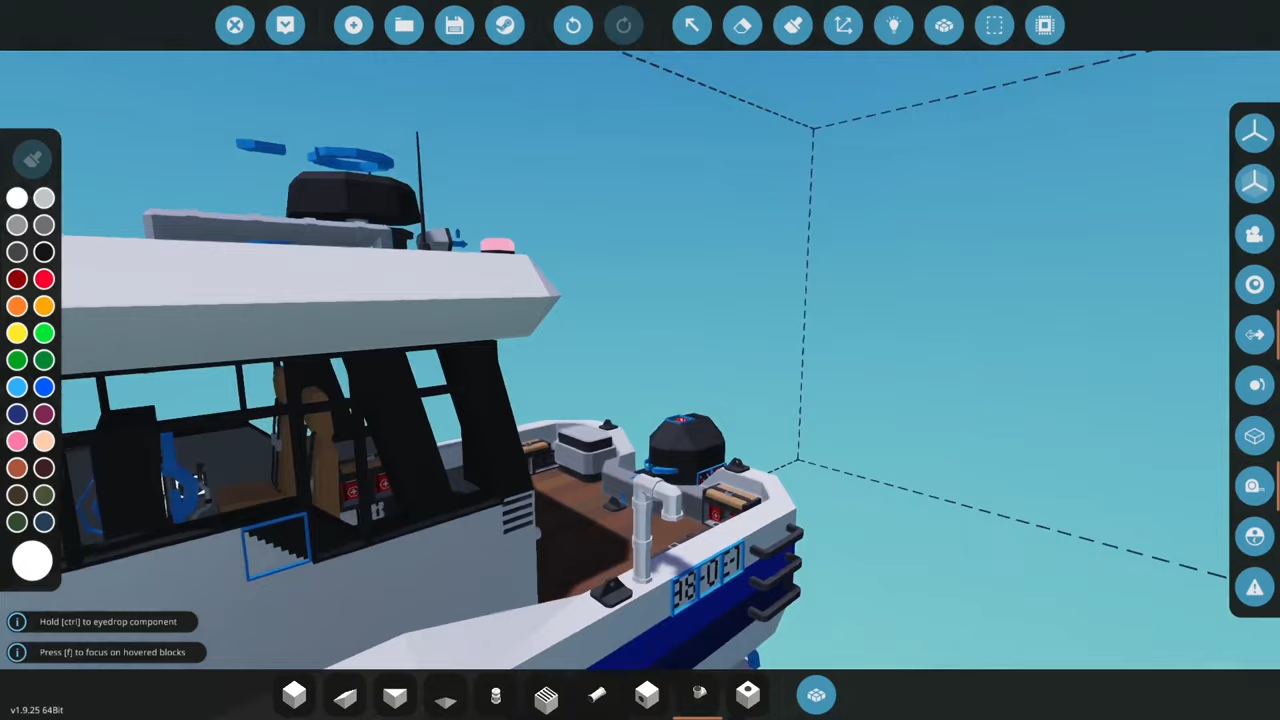 Hold [ctrl] to eyedrop component
Press [f] to focus on hovered blocks
v1.9.25 64Bit